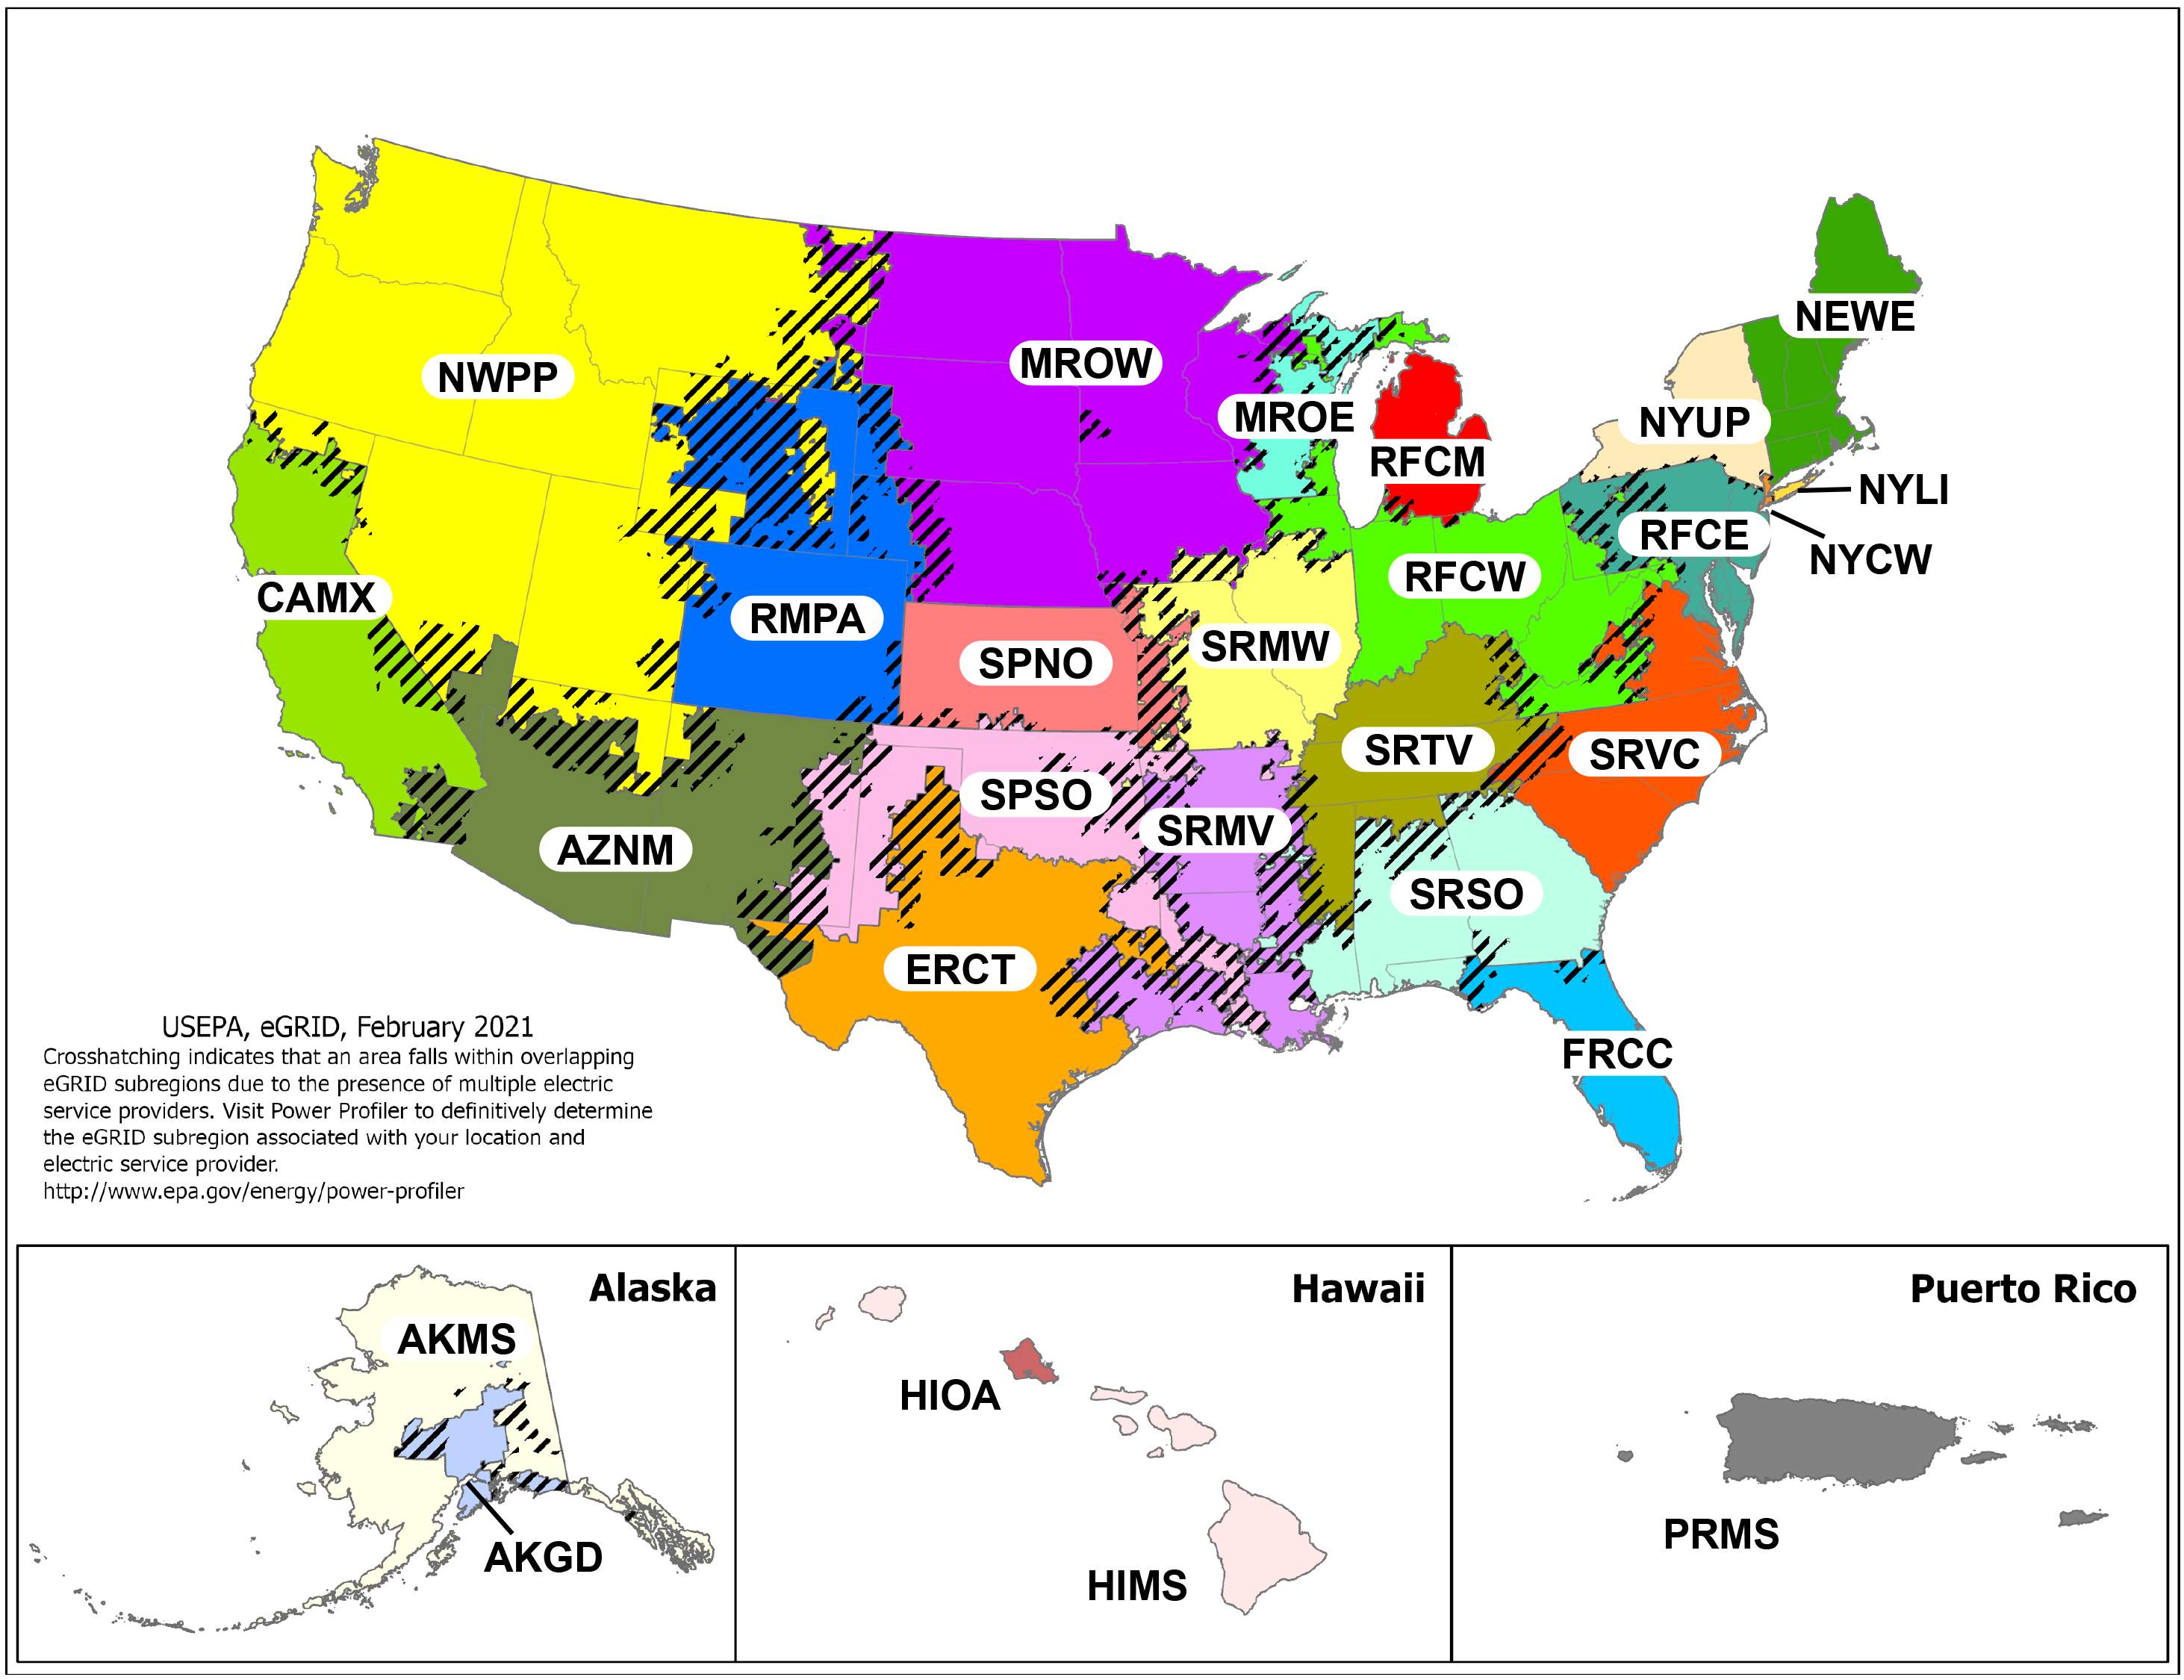 NEWE
NWPP
MROW
MROE
NYUP
RFCM
NYLI
RFCE
NYCW
CAMX
RMPA
RFCW
SPNO
SRMW
SRTV
SRVC
SPSO
SRMV
AZNM
SRSO
ERCT
FRCC
USEPA, eGRID, February 2021
Crosshatching indicates that an area falls within overlapping
eGRID subregions due to the presence of multiple electric
service providers. Visit Power Profiler to definitively determine
the eGRID subregion associated with your location and
electric service provider.
http://www.epa.gov/energy/power-profiler
Alaska
AKMS
AKGD
Hawaii
HIOA
HIMS
Puerto Rico
PRMS